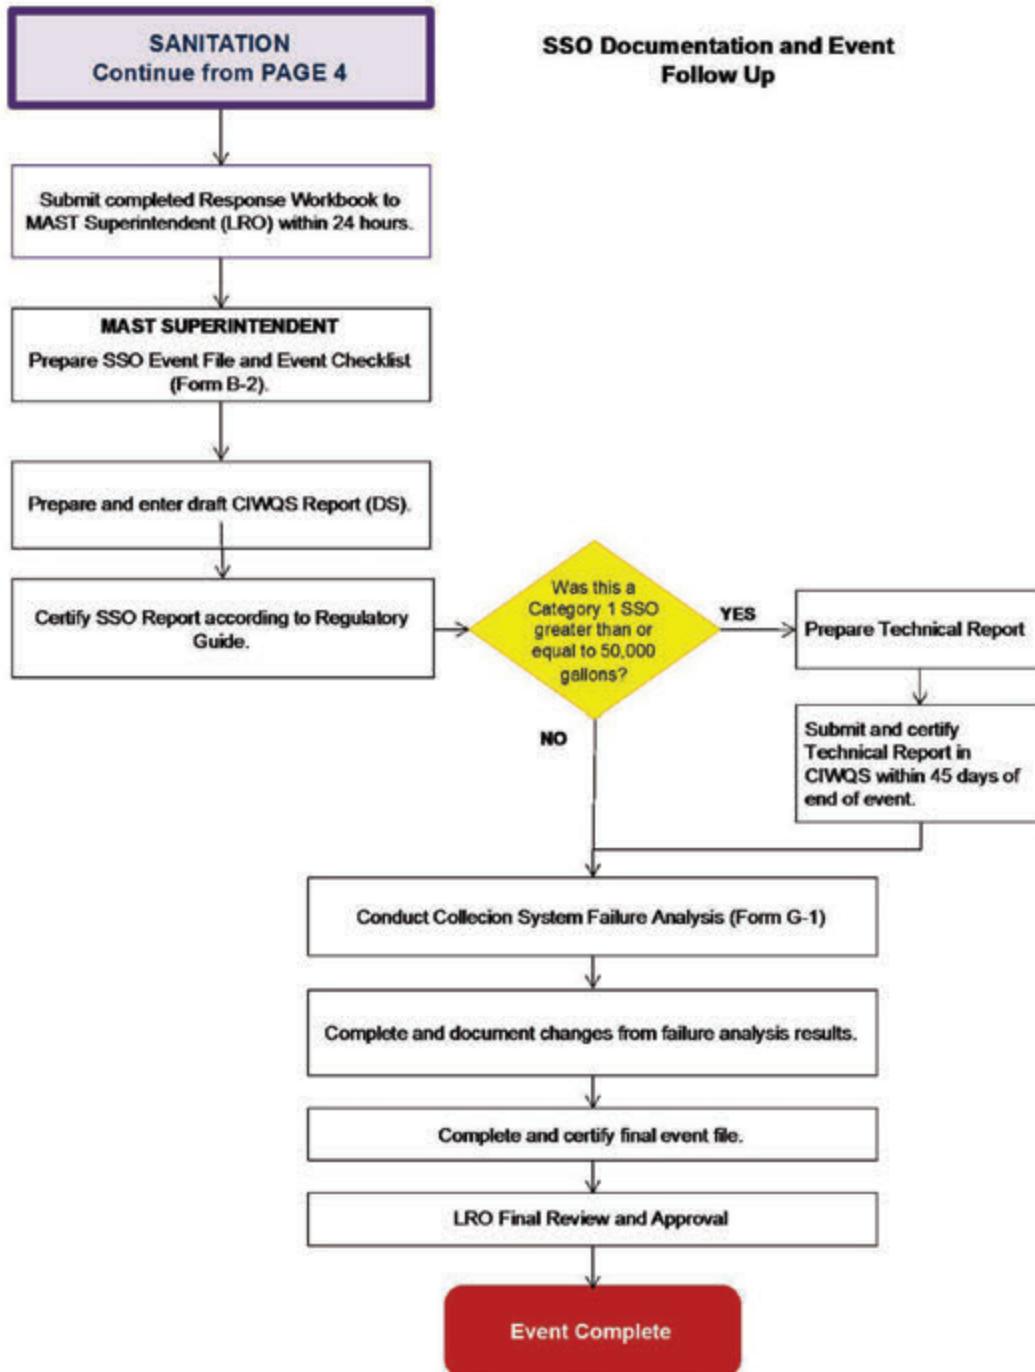 SANITATION
Continue from PAGE 4
SSO Documentation and Event
Follow Up
Submit completed Response Workbook to
MAST Superintendent (LRO) within 24 hours.
MAST SUPERINTENDENT
Prepare SSO Event File and Event Checklist
(Form B-2).
Prepare and enter draft CIWQS Report (DS).
Certify SSO Report according to Regulatory
Guide.
Was this a
Category 1 SSO
greater than or
equal to 50,000
gallons?
YES
Prepare Technical Report
NO
Submit and certify
Technical Report in
CIWQS within 45 days of
end of event.
Conduct Collecion System Failure Analysis (Form G-1)
Complete and document changes from failure analysis results.
Complete and certify final event file.
LRO Final Review and Approval
Event Complete